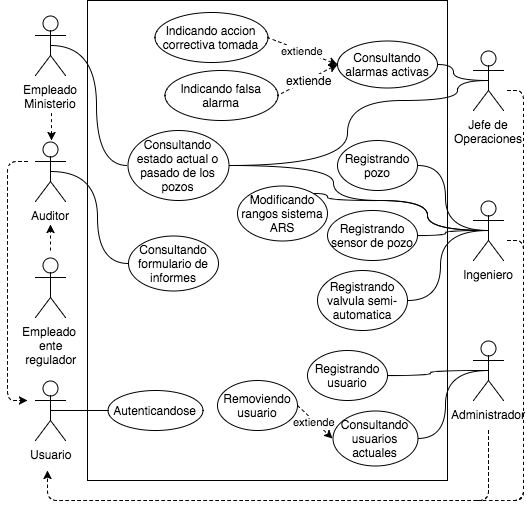 Indicando accion
correctiva tomada
extiende
Consultando
alarmas activas
Indicando falsa
alarma
extiende
Empleado
Ministerio
Jefe de
Operaciones
Consultando
estado actual o
pasado de los
pozos
Registrando
pozo
Auditor
Modificando
rangos sistema
ARS
Registrando
sensor de pozo
Ingeniero
Consultando
formulario de
informes
Registrando
valvula semi-
automatica
Empleado
ente
regulador
Registrando
usuario
Administrador
Autenticandose
Removiendo
usuario
extiende
Consultando
usuarios
actuales
Usuario